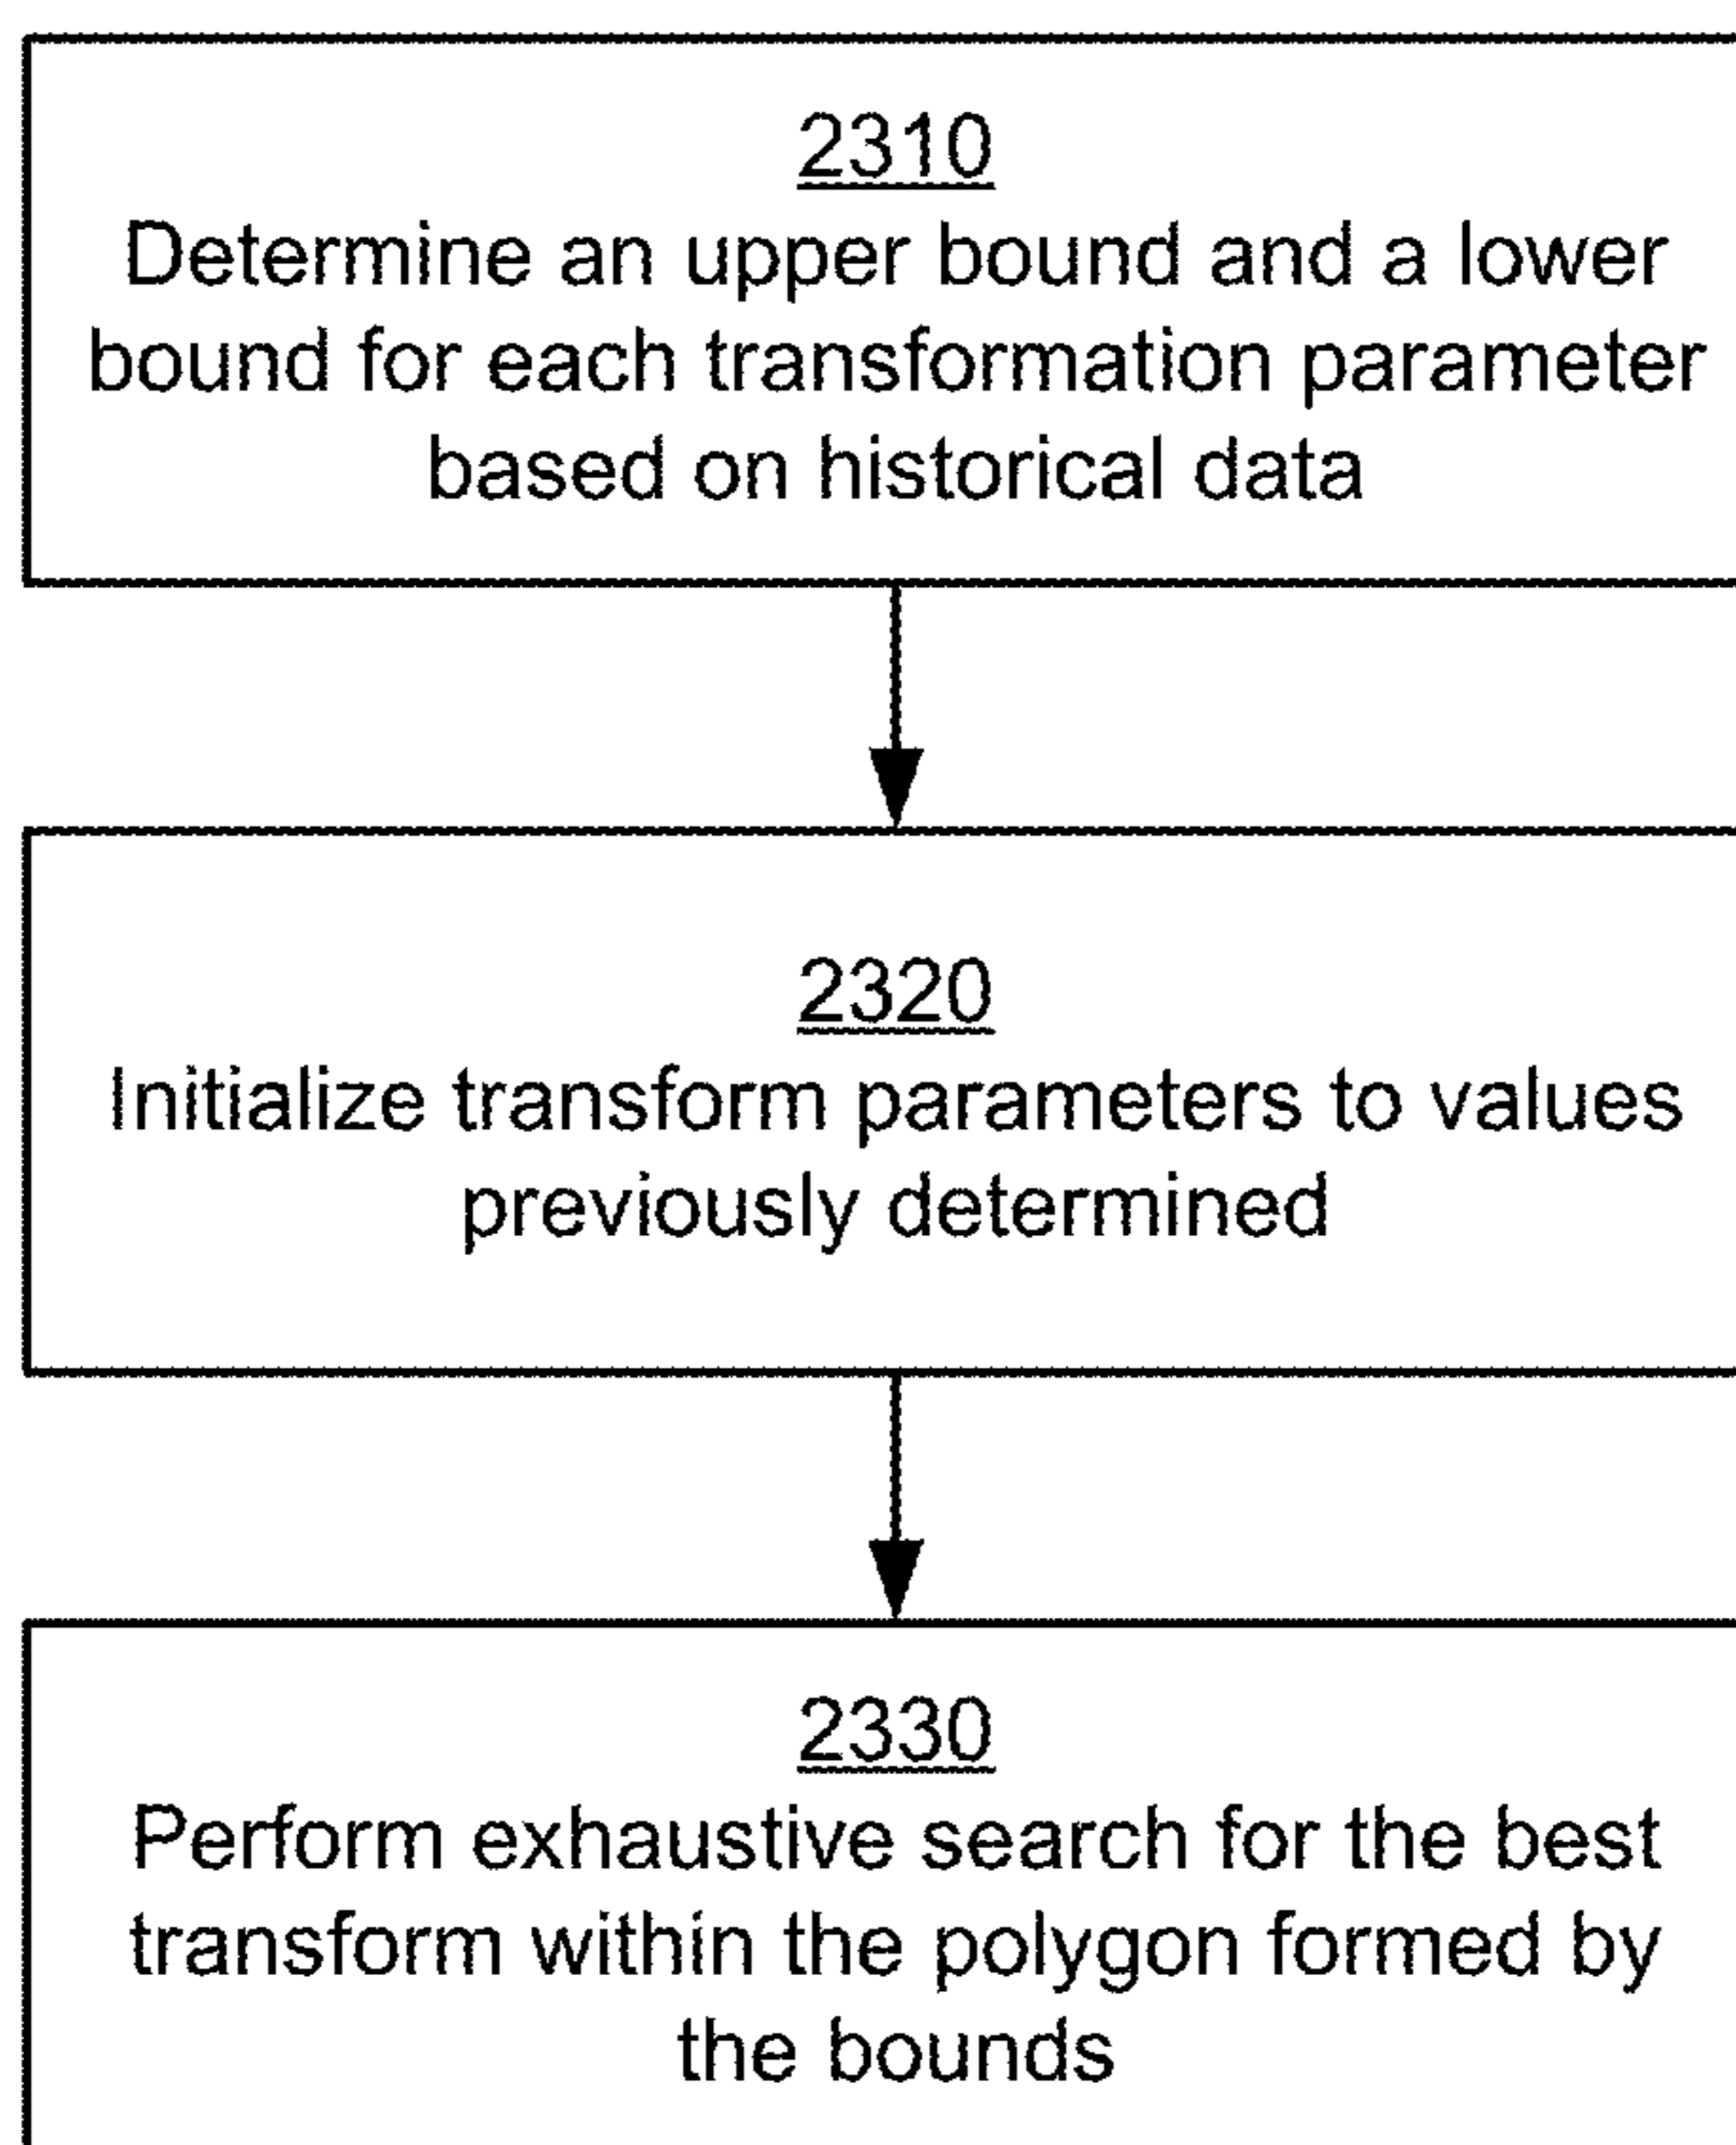 2310
Determine an upper bound and a lower
bound for each transformation parameter
based on historical data
2320
Initialize transform parameters to values
previously determined
2330
Perform exhaustive search for the best
transform within the polygon formed by
the bounds